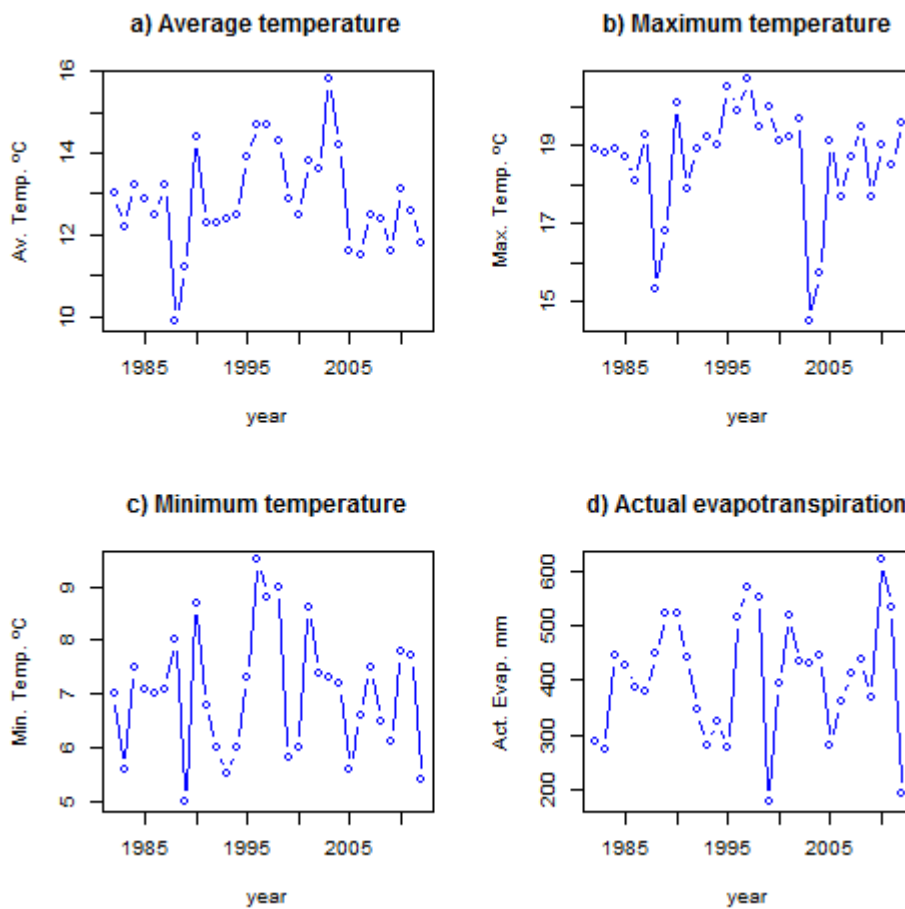 a) Average temperature
Av. Temp. ºC
16
14
12
10
1985 1995 2005
year
b) Maximum temperature
Max. Temp. ºC
19
17
15
1985 1995 2005
year
c) Minimum temperature
Min. Temp. ºC
9
8
7
6
5
1985 1995 2005
year
d) Actual evapotranspiration
Act. Evap. mm
600
500
400
300
200
1985 1995 2005
year